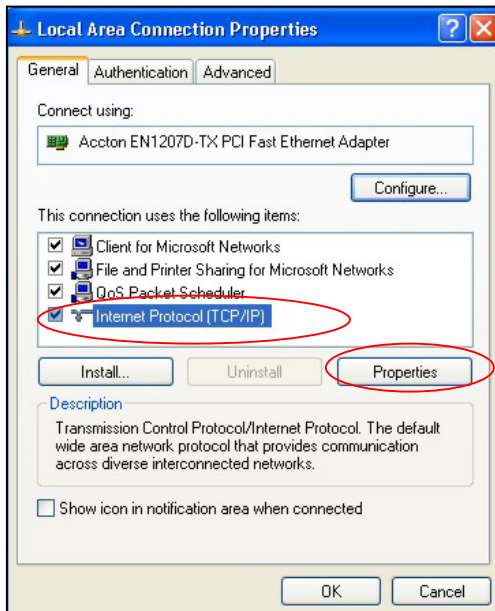 Local Area Connection Properties
General Authentication Advanced
Connect using:
Accton EN1207D-TX PCI Fast Ethernet Adapter
Configure...
This connection uses the following items:
Client for Microsoft Networks
File and Printer Sharing for Microsoft Networks
QoS Packet Scheduler
Internet Protocol (TCP/IP)
Install... Uninstall Properties
Description
Transmission Control Protocol/Internet Protocol. The default
wide area network protocol that provides communication
across diverse interconnected networks.
Show icon in notification area when connected
OK Cancel